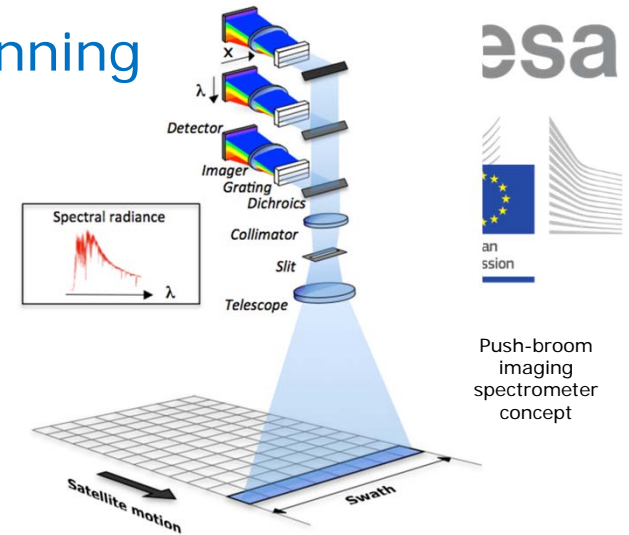 nning
esa
x
λ
Detector
Imager
Grating
Dichroics
Collimator
Slit
Telescope
Spectral radiance
λ
an
ssion
Push-broom
imaging
spectrometer
concept
Satellite motion
Swath